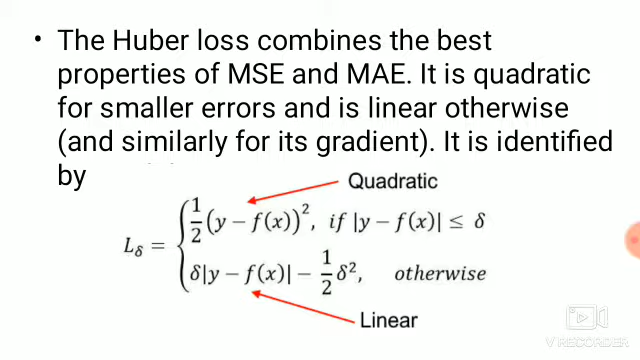 • The Huber loss combines the best
properties of MSE and MAE. It is quadratic
for smaller errors and is linear otherwise
(and similarly for its gradient). It is identified
by
Quadratic
L_δ = { 1/2 (y − f(x))², if |y − f(x)| ≤ δ
δ|y − f(x)| − 1/2 δ², otherwise
Linear
V RECORDER